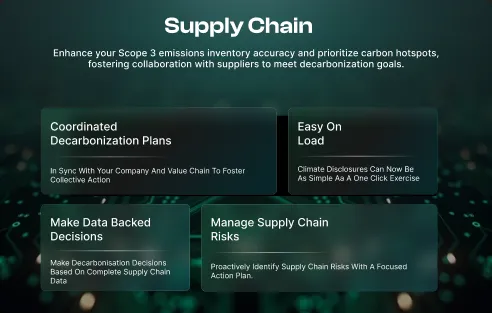 Supply Chain
Enhance your Scope 3 emissions inventory accuracy and prioritize carbon hotspots,
fostering collaboration with suppliers to meet decarbonization goals.
Coordinated
Decarbonization Plans
In Sync With Your Company And Value Chain To Foster
Collective Action
Easy On
Load
Climate Disclosures Can Now Be
As Simple Aa A One Click Exercise
Make Data Backed
Decisions
Make Decarbonisation Decisions
Based On Complete Supply Chain
Data
Manage Supply Chain
Risks
Proactively Identify Supply Chain Risks With A Focused
Action Plan.